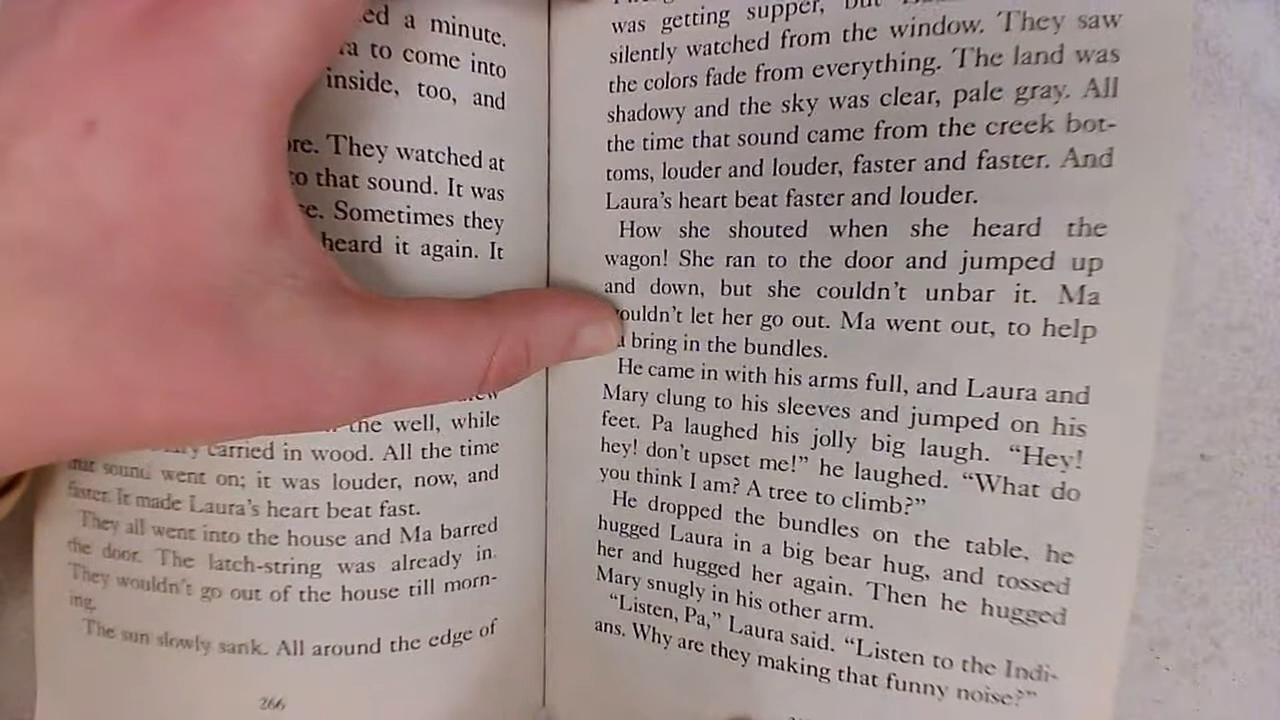 ed a minute.
to come into
inside, too, and
They watched at
to that sound. It was
Sometimes they
heard it again. It
the well, while
carried in wood. All the time
that sound went on; it was louder, now, and
faster. It made Laura's heart beat fast.
They all went into the house and Ma barred
the door. The latch-string was already in.
They wouldn't go out of the house till morn-
ing.
The sun slowly sank. All around the edge of
266
was getting supper, but
silently watched from the window. They saw
the colors fade from everything. The land was
shadowy and the sky was clear, pale gray. All
the time that sound came from the creek bot-
toms, louder and louder, faster and faster. And
Laura's heart beat faster and louder.
How she shouted when she heard the
wagon! She ran to the door and jumped up
and down, but she couldn't unbar it. Ma
wouldn't let her go out. Ma went out, to help
bring in the bundles.
He came in with his arms full, and Laura and
Mary clung to his sleeves and jumped on his
feet. Pa laughed his jolly big laugh. “Hey!
hey! don't upset me!” he laughed. “What do
you think I am? A tree to climb?”
He dropped the bundles on the table, he
hugged Laura in a big bear hug, and tossed
her and hugged her again. Then he hugged
Mary snugly in his other arm.
“Listen, Pa,” Laura said. “Listen to the Indi-
ans. Why are they making that funny noise?”